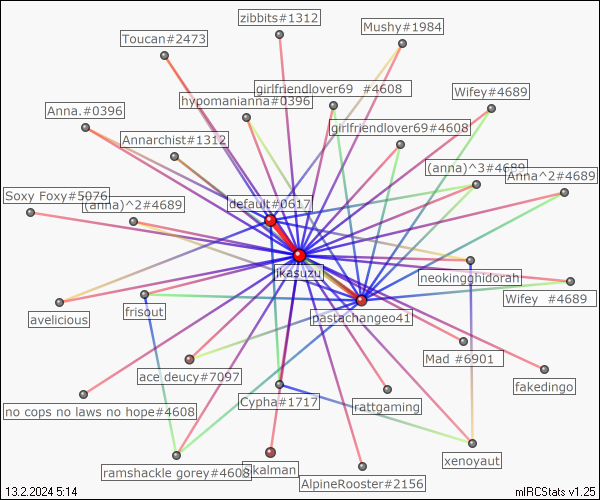 zibbits#1312
Mushy#1984
Toucan#2473
girlfriendlover69 #4608
Wifey#4689
hypomanianna#0396
Anna.#0396
girlfriendlover69#4608
Annarchist#1312
(anna)^3#4689
Anna^2#4689
Soxy Foxy#5076
(anna)^2#4689
default#0617
jkasuzu
neokingghidorah
Wifey #4689
avelicious
frisout
pastachangeo41
Mad #6901
ace deucy#7097
fakedingo
no cops no laws no hope#4608
Cypha#1717
rattgaming
xenoyaut
ramshackle gorey#4608
kalman
AlpineRooster#2156
13.2.2024 5:14
mIRCStats v1.25